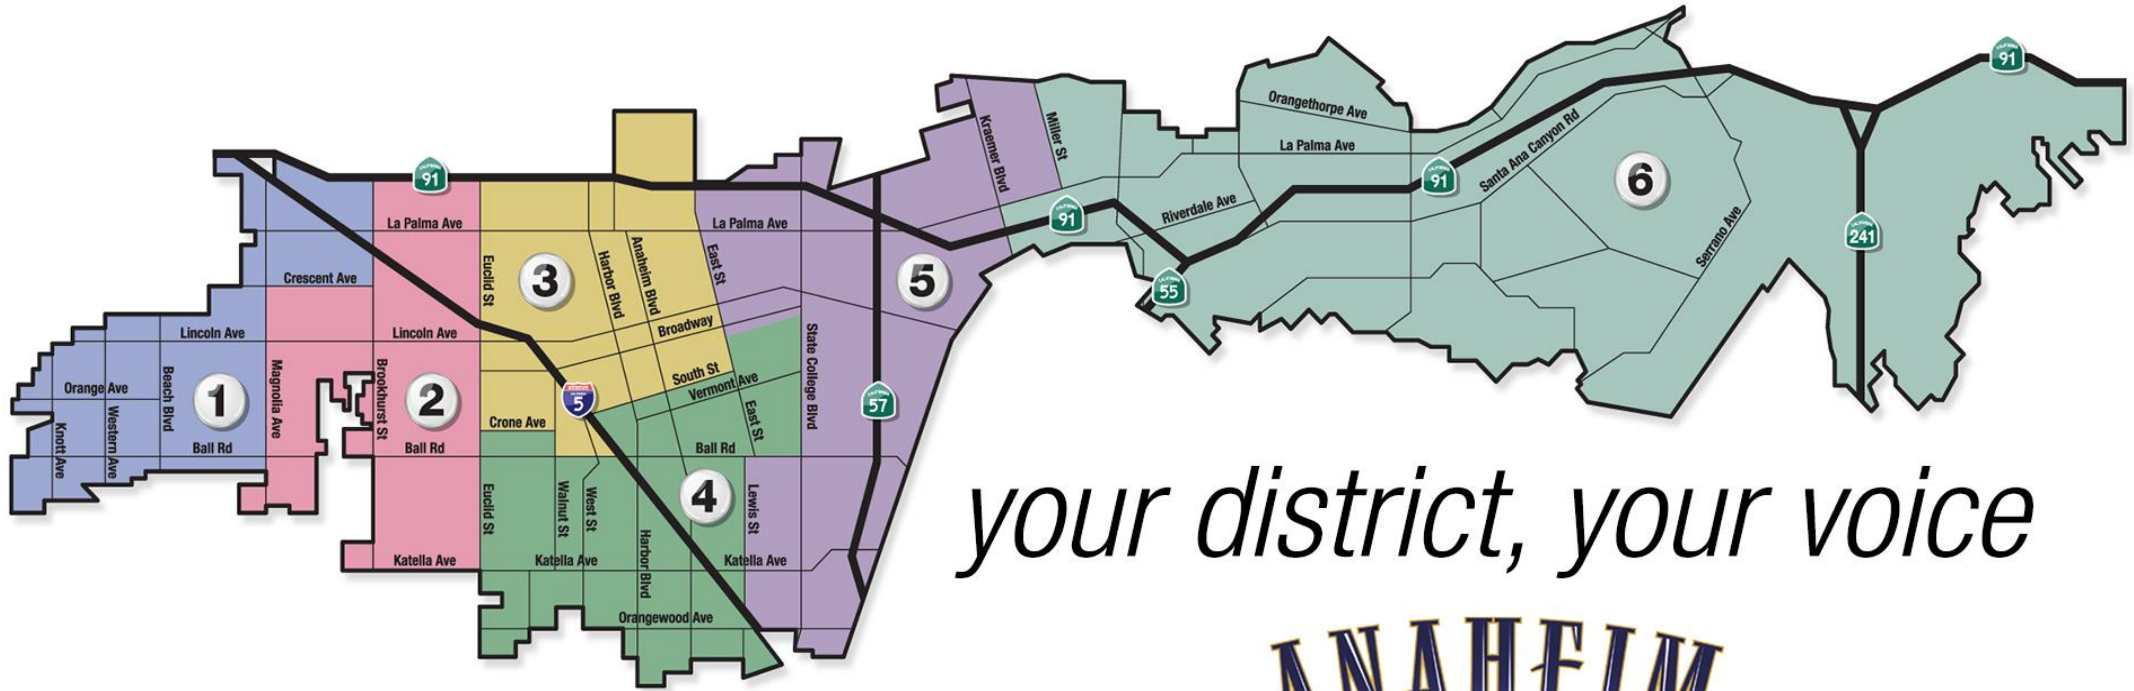 91
Orangethorpe Ave
La Palma Ave
Santa Ana Canyon Rd
6
91
Kraemer Blvd
Miller St
91
91
Riverdale Ave
Serrano Ave
241
55
La Palma Ave
La Palma Ave
Crescent Ave
Euclid St
3
Harbor Blvd
Anaheim Blvd
East St
5
Lincoln Ave
Lincoln Ave
Broadway
State College Blvd
Orange Ave
Beach Blvd
1
Magnolia Ave
Brookhurst St
2
5
South St
Vermont Ave
57
Knott Ave
Western Ave
Crone Ave
East St
Ball Rd
Ball Rd
Ball Rd
4
Euclid St
Walnut St
West St
Harbor Blvd
Lewis St
Katella Ave
Katella Ave
Katella Ave
Orangewood Ave
your district, your voice
ANAHEIM